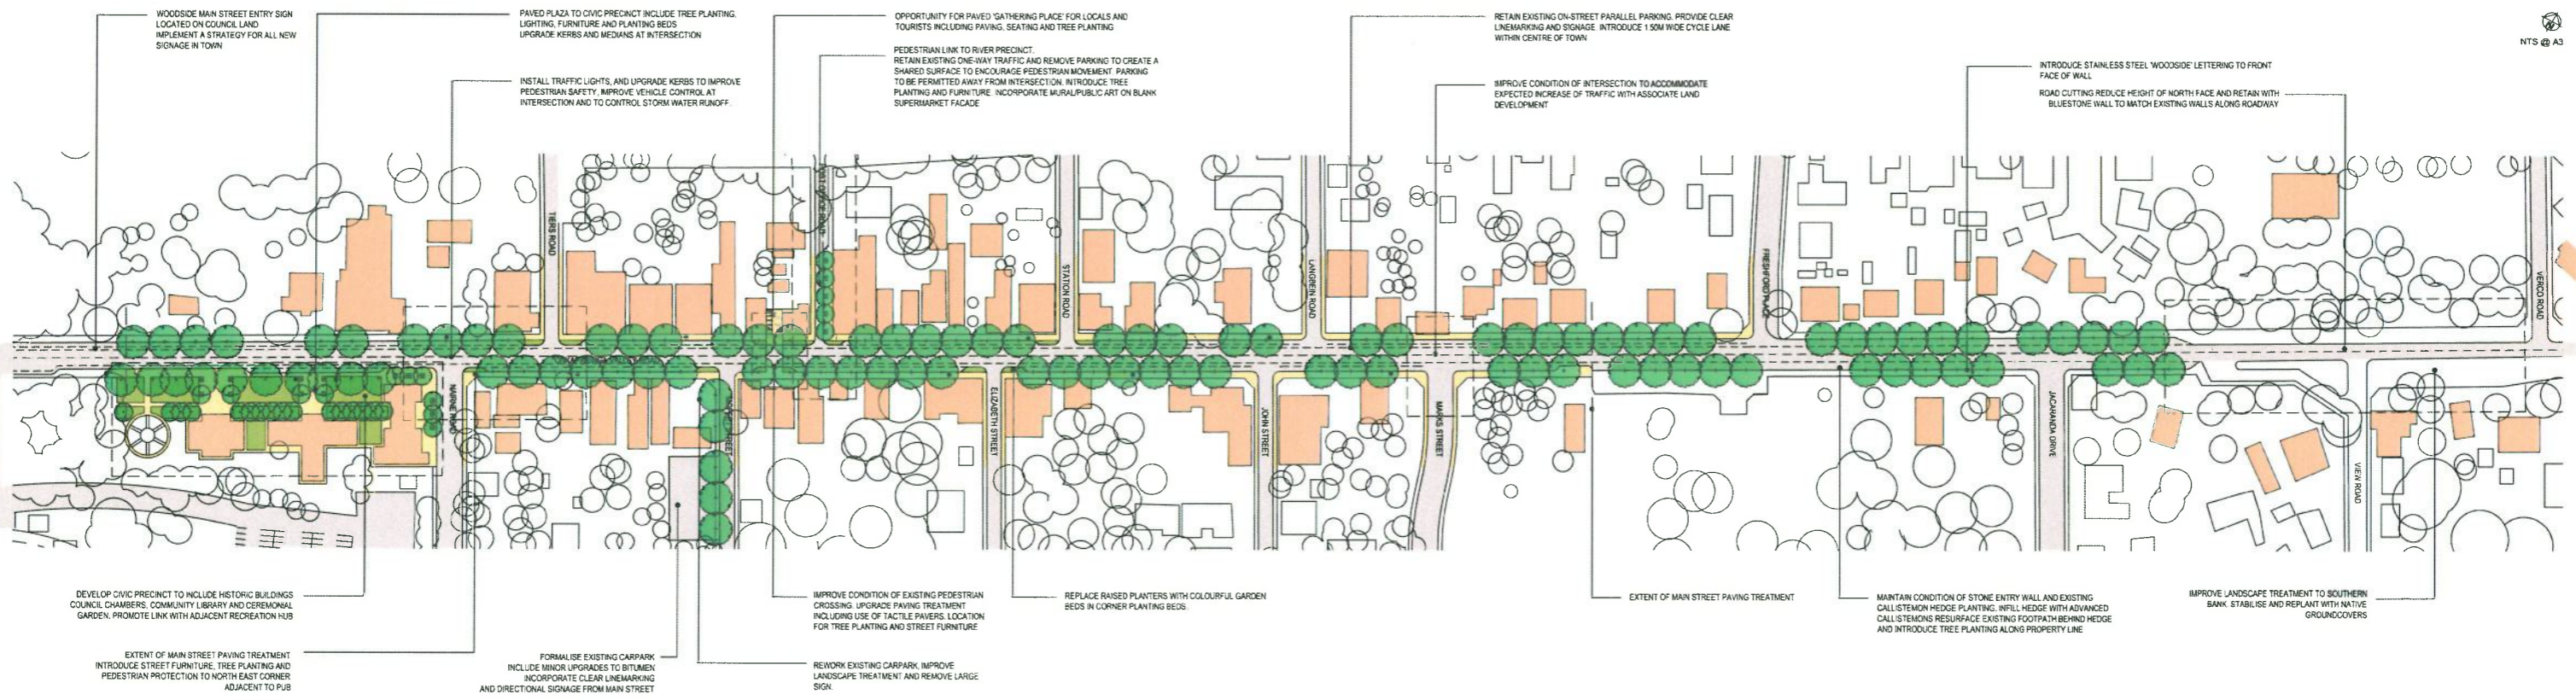 WOODSIDE MAIN STREET ENTRY SIGN
LOCATED ON COUNCIL LAND
IMPLEMENT A STRATEGY FOR ALL NEW
SIGNAGE IN TOWN
PAVED PLAZA TO CIVIC PRECINCT INCLUDE TREE PLANTING,
LIGHTING, FURNITURE AND PLANTING BEDS
UPGRADE KERBS AND MEDIANS AT INTERSECTION
INSTALL TRAFFIC LIGHTS, AND UPGRADE KERBS TO IMPROVE
PEDESTRIAN SAFETY, IMPROVE VEHICLE CONTROL AT
INTERSECTION AND TO CONTROL STORM WATER RUNOFF.
OPPORTUNITY FOR PAVED 'GATHERING PLACE' FOR LOCALS AND
TOURISTS INCLUDING PAVING, SEATING AND TREE PLANTING
PEDESTRIAN LINK TO RIVER PRECINCT.
RETAIN EXISTING ONE-WAY TRAFFIC AND REMOVE PARKING TO CREATE A
SHARED SURFACE TO ENCOURAGE PEDESTRIAN MOVEMENT. PARKING
TO BE PERMITTED AWAY FROM INTERSECTION. INTRODUCE TREE
PLANTING AND FURNITURE. INCORPORATE MURAL/PUBLIC ART ON BLANK
SUPERMARKET FACADE
RETAIN EXISTING ON-STREET PARALLEL PARKING. PROVIDE CLEAR
LINEMARKING AND SIGNAGE. INTRODUCE 1.50M WIDE CYCLE LANE
WITHIN CENTRE OF TOWN
IMPROVE CONDITION OF INTERSECTION TO ACCOMMODATE
EXPECTED INCREASE OF TRAFFIC WITH ASSOCIATE LAND
DEVELOPMENT
INTRODUCE STAINLESS STEEL 'WOODSIDE' LETTERING TO FRONT
FACE OF WALL
ROAD CUTTING REDUCE HEIGHT OF NORTH FACE AND RETAIN WITH
BLUESTONE WALL TO MATCH EXISTING WALLS ALONG ROADWAY
NTS @ A3
TIERS ROAD
STATION ROAD
LANGBEIN ROAD
FRESHFORD PLACE
VERCO ROAD
NAIRNE ROAD
ELIZABETH STREET
JOHN STREET
MARKS STREET
JACARANDA DRIVE
VIEW ROAD
DEVELOP CIVIC PRECINCT TO INCLUDE HISTORIC BUILDINGS
COUNCIL CHAMBERS, COMMUNITY LIBRARY AND CEREMONIAL
GARDEN, PROMOTE LINK WITH ADJACENT RECREATION HUB
EXTENT OF MAIN STREET PAVING TREATMENT
INTRODUCE STREET FURNITURE, TREE PLANTING AND
PEDESTRIAN PROTECTION TO NORTH EAST CORNER
ADJACENT TO PUB
FORMALISE EXISTING CARPARK
INCLUDE MINOR UPGRADES TO BITUMEN
INCORPORATE CLEAR LINEMARKING
AND DIRECTIONAL SIGNAGE FROM MAIN STREET
IMPROVE CONDITION OF EXISTING PEDESTRIAN
CROSSING. UPGRADE PAVING TREATMENT
INCLUDING USE OF TACTILE PAVERS. LOCATION
FOR TREE PLANTING AND STREET FURNITURE
REWORK EXISTING CARPARK, IMPROVE
LANDSCAPE TREATMENT AND REMOVE LARGE
SIGN.
REPLACE RAISED PLANTERS WITH COLOURFUL GARDEN
BEDS IN CORNER PLANTING BEDS.
EXTENT OF MAIN STREET PAVING TREATMENT
MAINTAIN CONDITION OF STONE ENTRY WALL AND EXISTING
CALLISTEMON HEDGE PLANTING. INFILL HEDGE WITH ADVANCED
CALLISTEMONS RESURFACE EXISTING FOOTPATH BEHIND HEDGE
AND INTRODUCE TREE PLANTING ALONG PROPERTY LINE
IMPROVE LANDSCAPE TREATMENT TO SOUTHERN
BANK. STABILISE AND REPLANT WITH NATIVE
GROUNDCOVERS